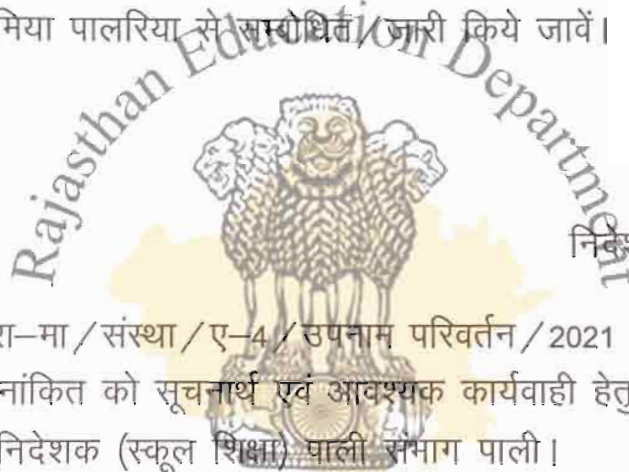 मिया पालरिया से सम्बोधित/जारी किये जावें।
Rajasthan Education Department
रा–मा/संस्था/ए–4/उपनाम परिवर्तन/2021
नांकित को सूचनार्थ एवं आवश्यक कार्यवाही हेतु
निदेशक (स्कूल शिक्षा) पाली संभाग पाली।